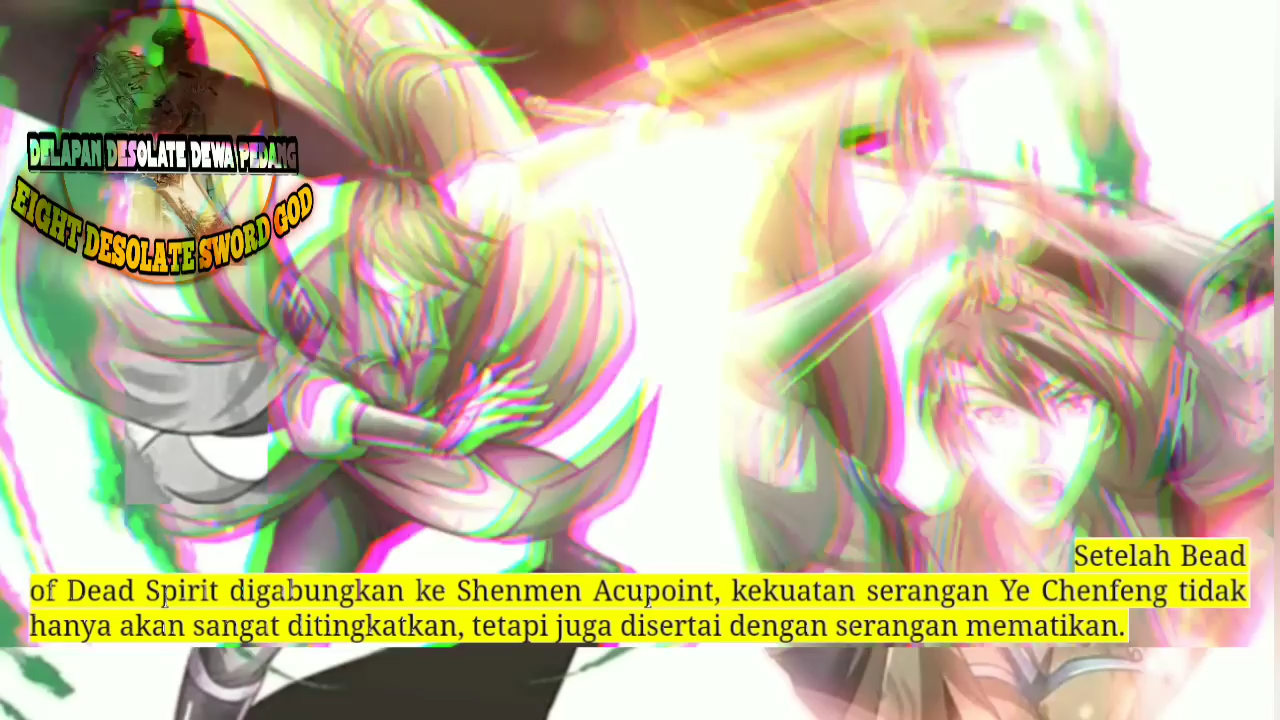 DELAPAN DESOLATE DEWA PEDANG
EIGHT DESOLATE SWORD GOD
Setelah Bead
of Dead Spirit digabungkan ke Shenmen Acupoint, kekuatan serangan Ye Chenfeng tidak
hanya akan sangat ditingkatkan, tetapi juga disertai dengan serangan mematikan.